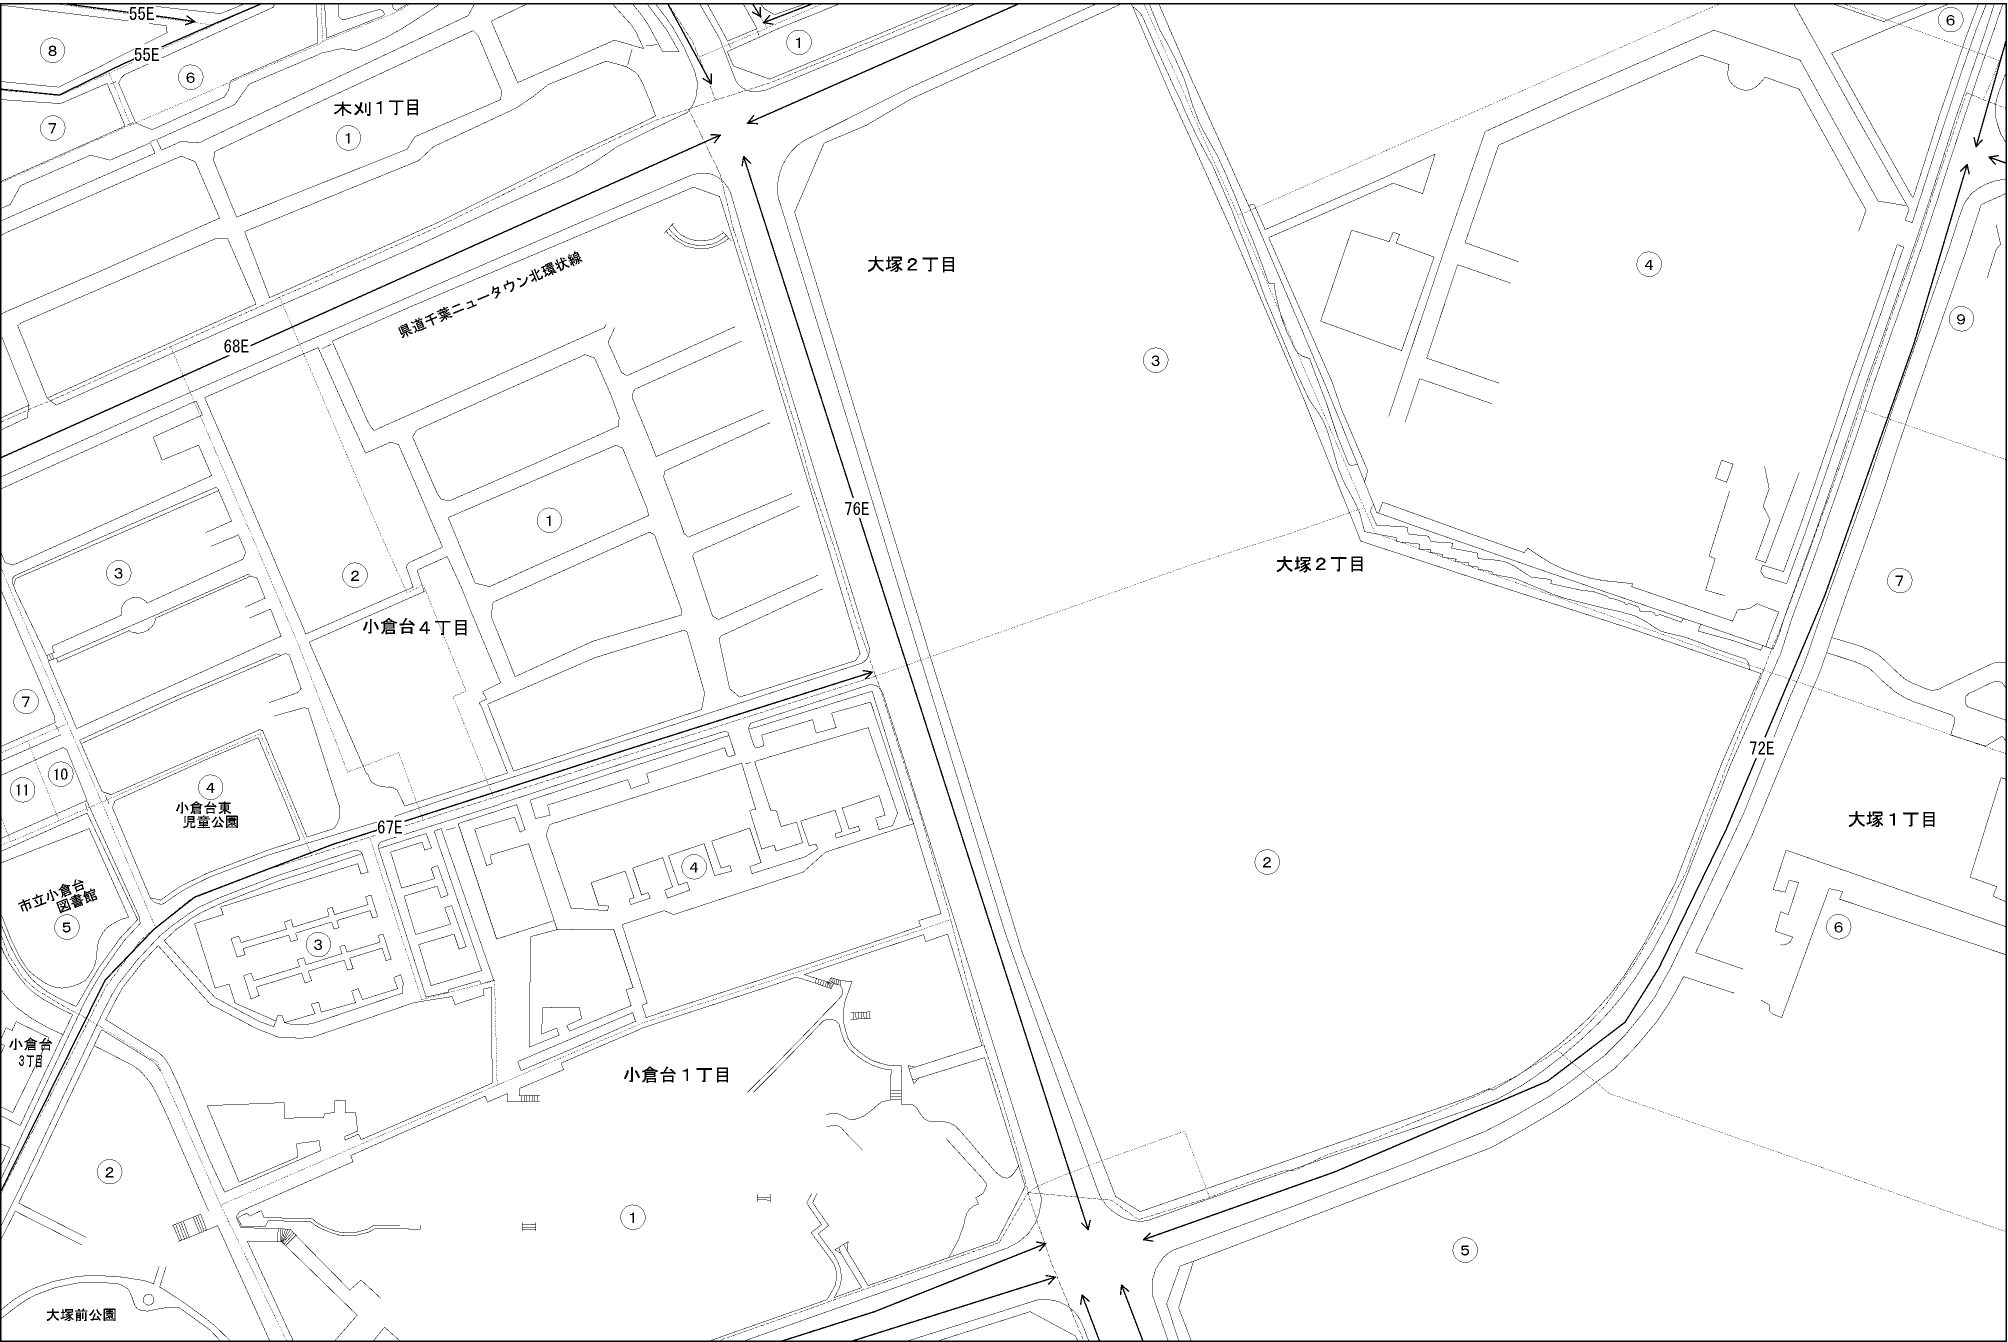 55E
⑧
55E
⑥
⑦
木刈1丁目
①
①
⑥
大塚2丁目
③
④
⑨
県道千葉ニュータウン北環状線
68E
76E
①
③
②
小倉台4丁目
大塚2丁目
⑦
⑦
⑪
⑩
④
小倉台東
児童公園
67E
72E
大塚1丁目
②
④
⑥
市立小倉台
図書館
⑤
③
小倉台
3丁目
小倉台1丁目
②
①
⑤
大塚前公園